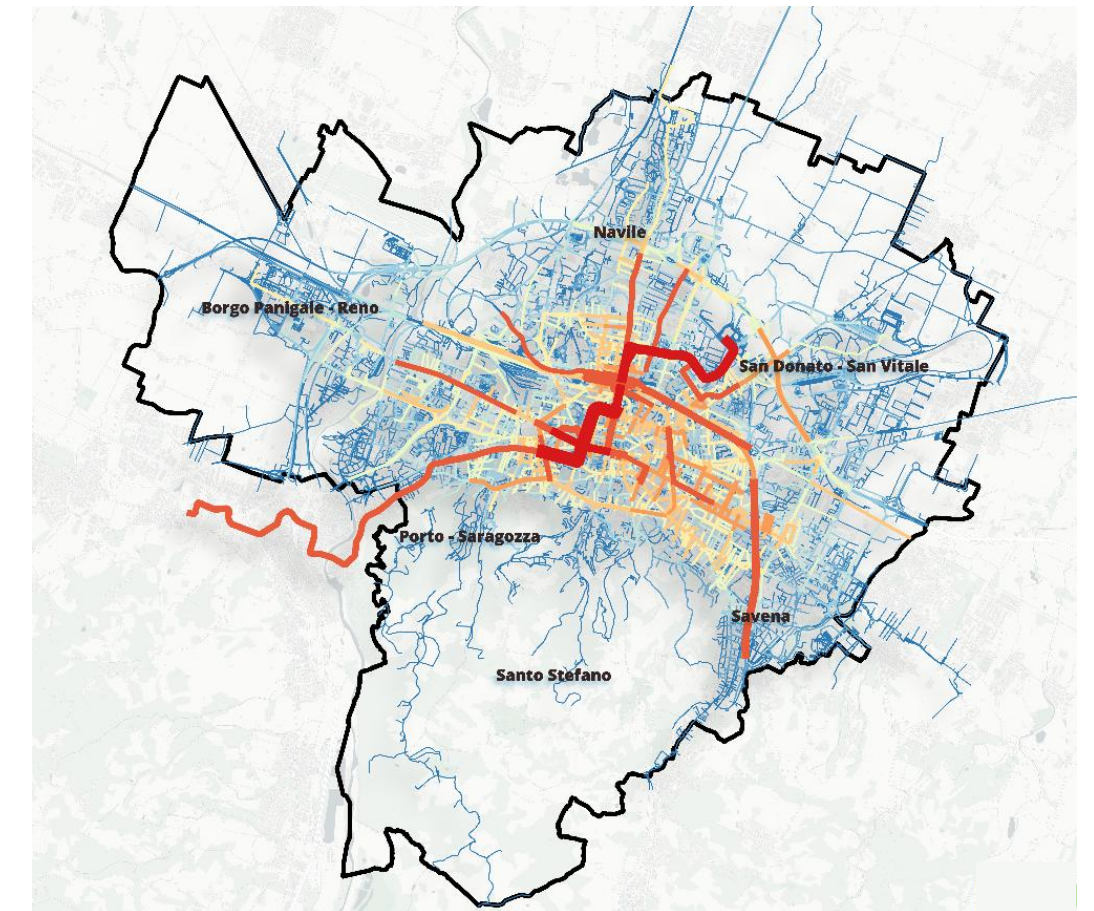 Navile
Borgo Panigale - Reno
San Donato - San Vitale
Porto - Saragozza
Savena
Santo Stefano